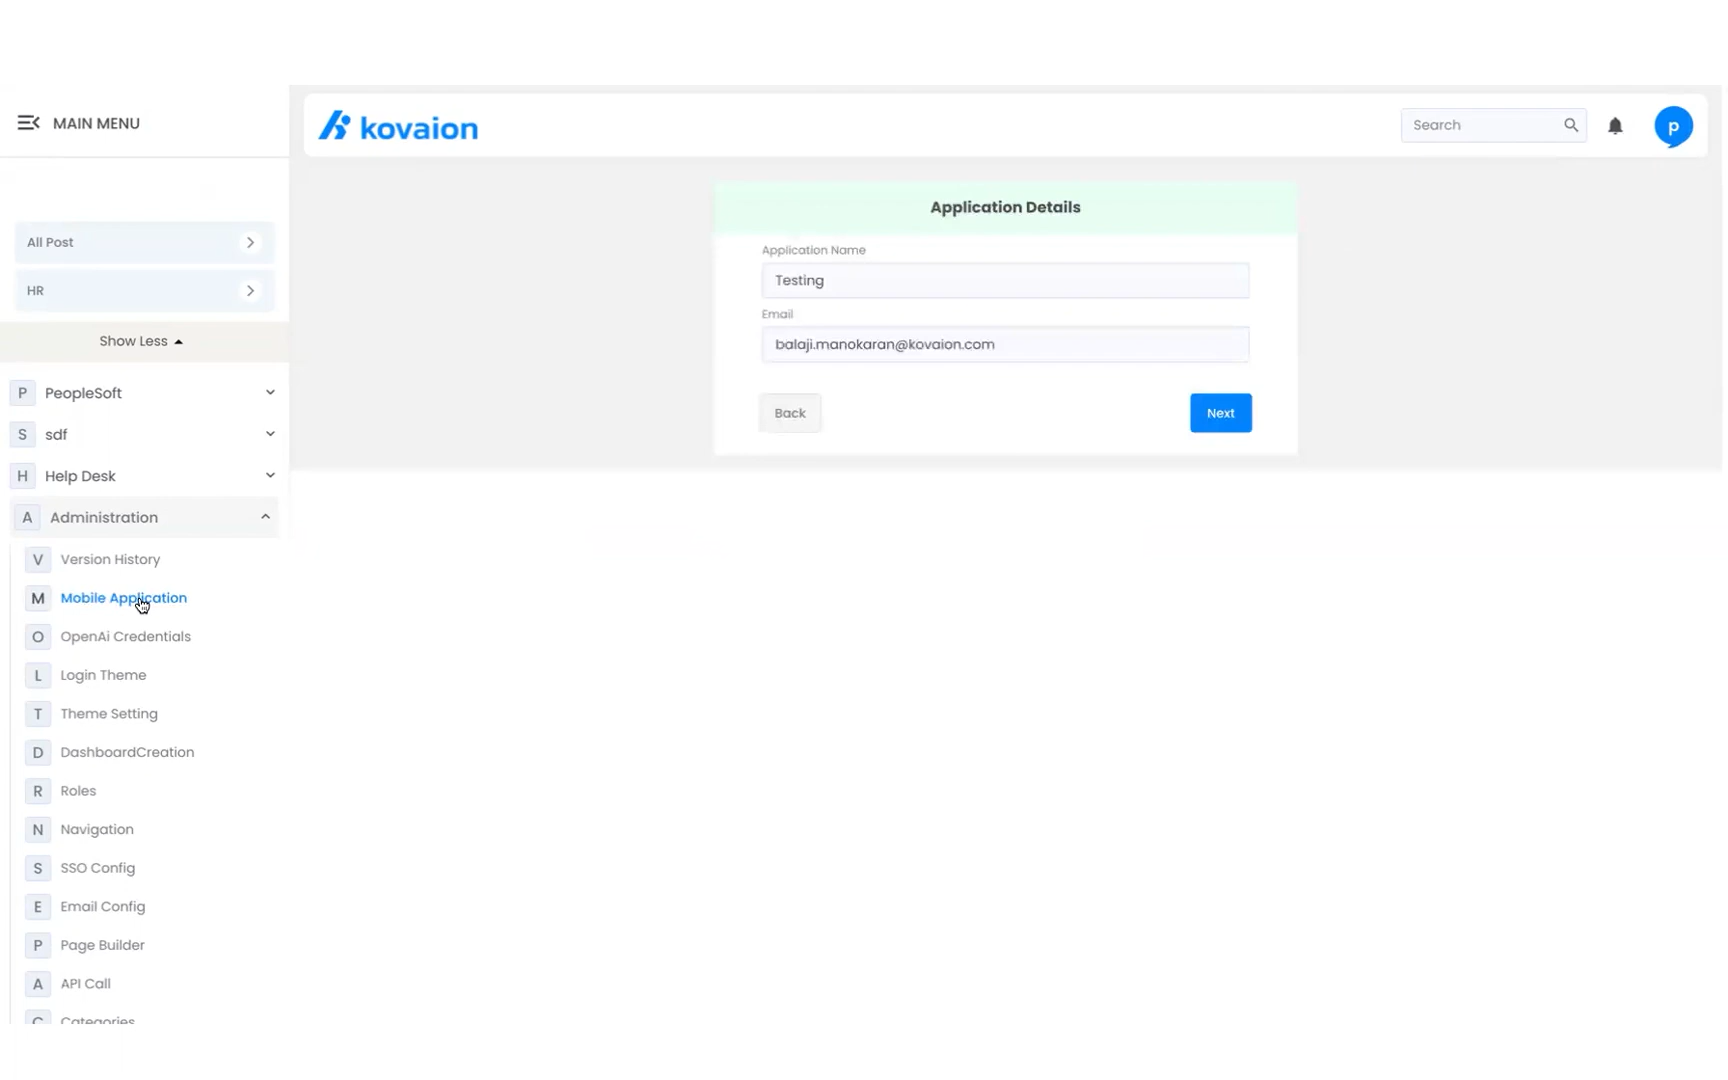 MAIN MENU
kovaion
Search
p
All Post
HR
Show Less
P PeopleSoft
S sdf
H Help Desk
A Administration
V Version History
M Mobile Application
O OpenAi Credentials
L Login Theme
T Theme Setting
D DashboardCreation
R Roles
N Navigation
S SSO Config
E Email Config
P Page Builder
A API Call
C Categories
Application Details
Application Name
Testing
Email
balaji.manokaran@kovaion.com
Back
Next